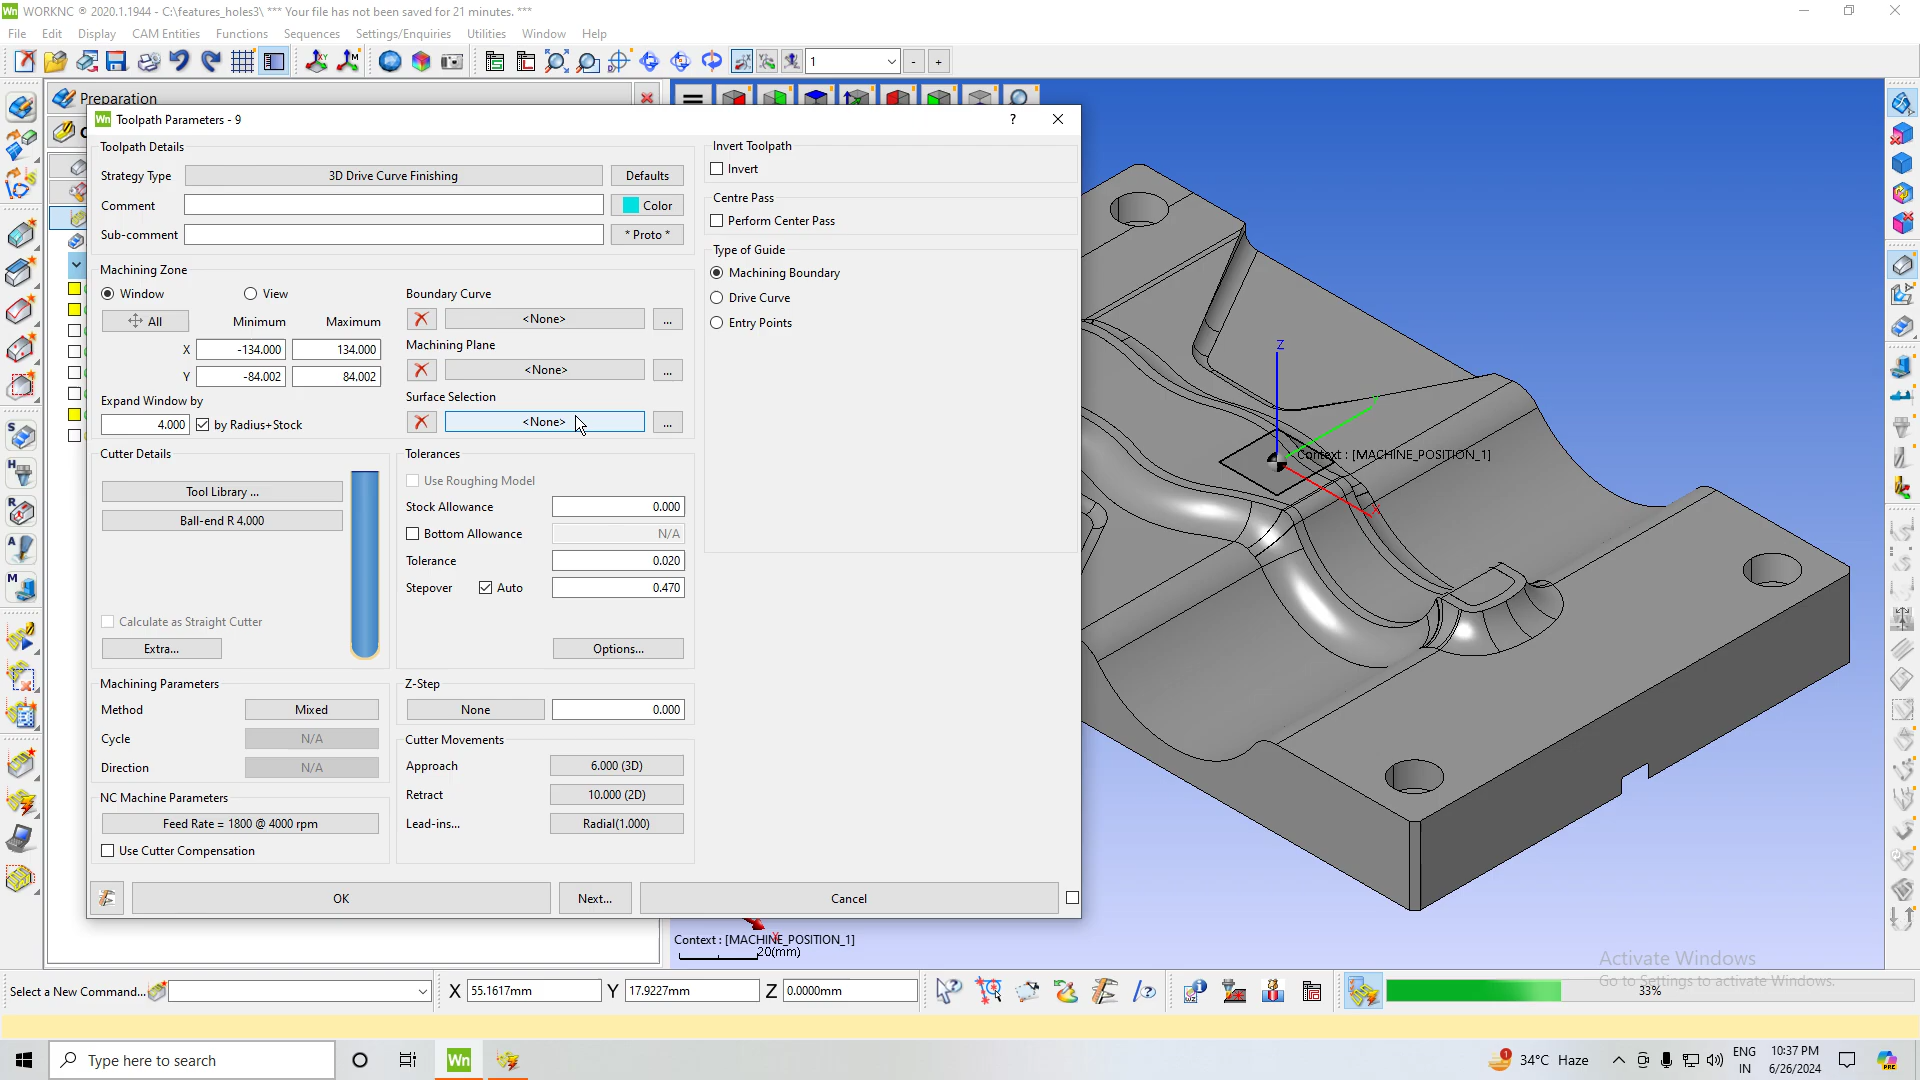 WORKNC ® 2020.1.1944 - C:\features_holes3\ *** Your file has not been saved for 21 minutes. ***
File Edit Display CAM Entities Functions Sequences Settings/Enquiries Utilities Window Help
1
- +
Preparation
Toolpath Parameters - 9
?
Toolpath Details
Strategy Type 3D Drive Curve Finishing Defaults
Comment Color
Sub-comment * Proto *
Machining Zone
Window View
All Minimum Maximum
X -134.000 134.000
Y -84.002 84.002
Expand Window by
4.000 by Radius+Stock
Boundary Curve
<None> ...
Machining Plane
<None> ...
Surface Selection
<None> ...
Cutter Details
Tool Library ...
Ball-end R 4.000
Calculate as Straight Cutter
Extra...
Tolerances
Use Roughing Model
Stock Allowance 0.000
Bottom Allowance N/A
Tolerance 0.020
Stepover Auto 0.470
Options...
Machining Parameters
Method Mixed
Cycle N/A
Direction N/A
Z-Step
None 0.000
Cutter Movements
Approach 6.000 (3D)
Retract 10.000 (2D)
Lead-ins... Radial(1.000)
NC Machine Parameters
Feed Rate = 1800 @ 4000 rpm
Use Cutter Compensation
Invert Toolpath
Invert
Centre Pass
Perform Center Pass
Type of Guide
Machining Boundary
Drive Curve
Entry Points
OK Next... Cancel
Z
X
Context : [MACHINE_POSITION_1]
X
Context : [MACHINE_POSITION_1]
20(mm)
Activate Windows
Go to Settings to activate Windows.
Select a New Command... X 55.1617mm Y 17.9227mm Z 0.0000mm 33%
Type here to search
Wn
1 34°C Haze
ENG
IN
10:37 PM
6/26/2024